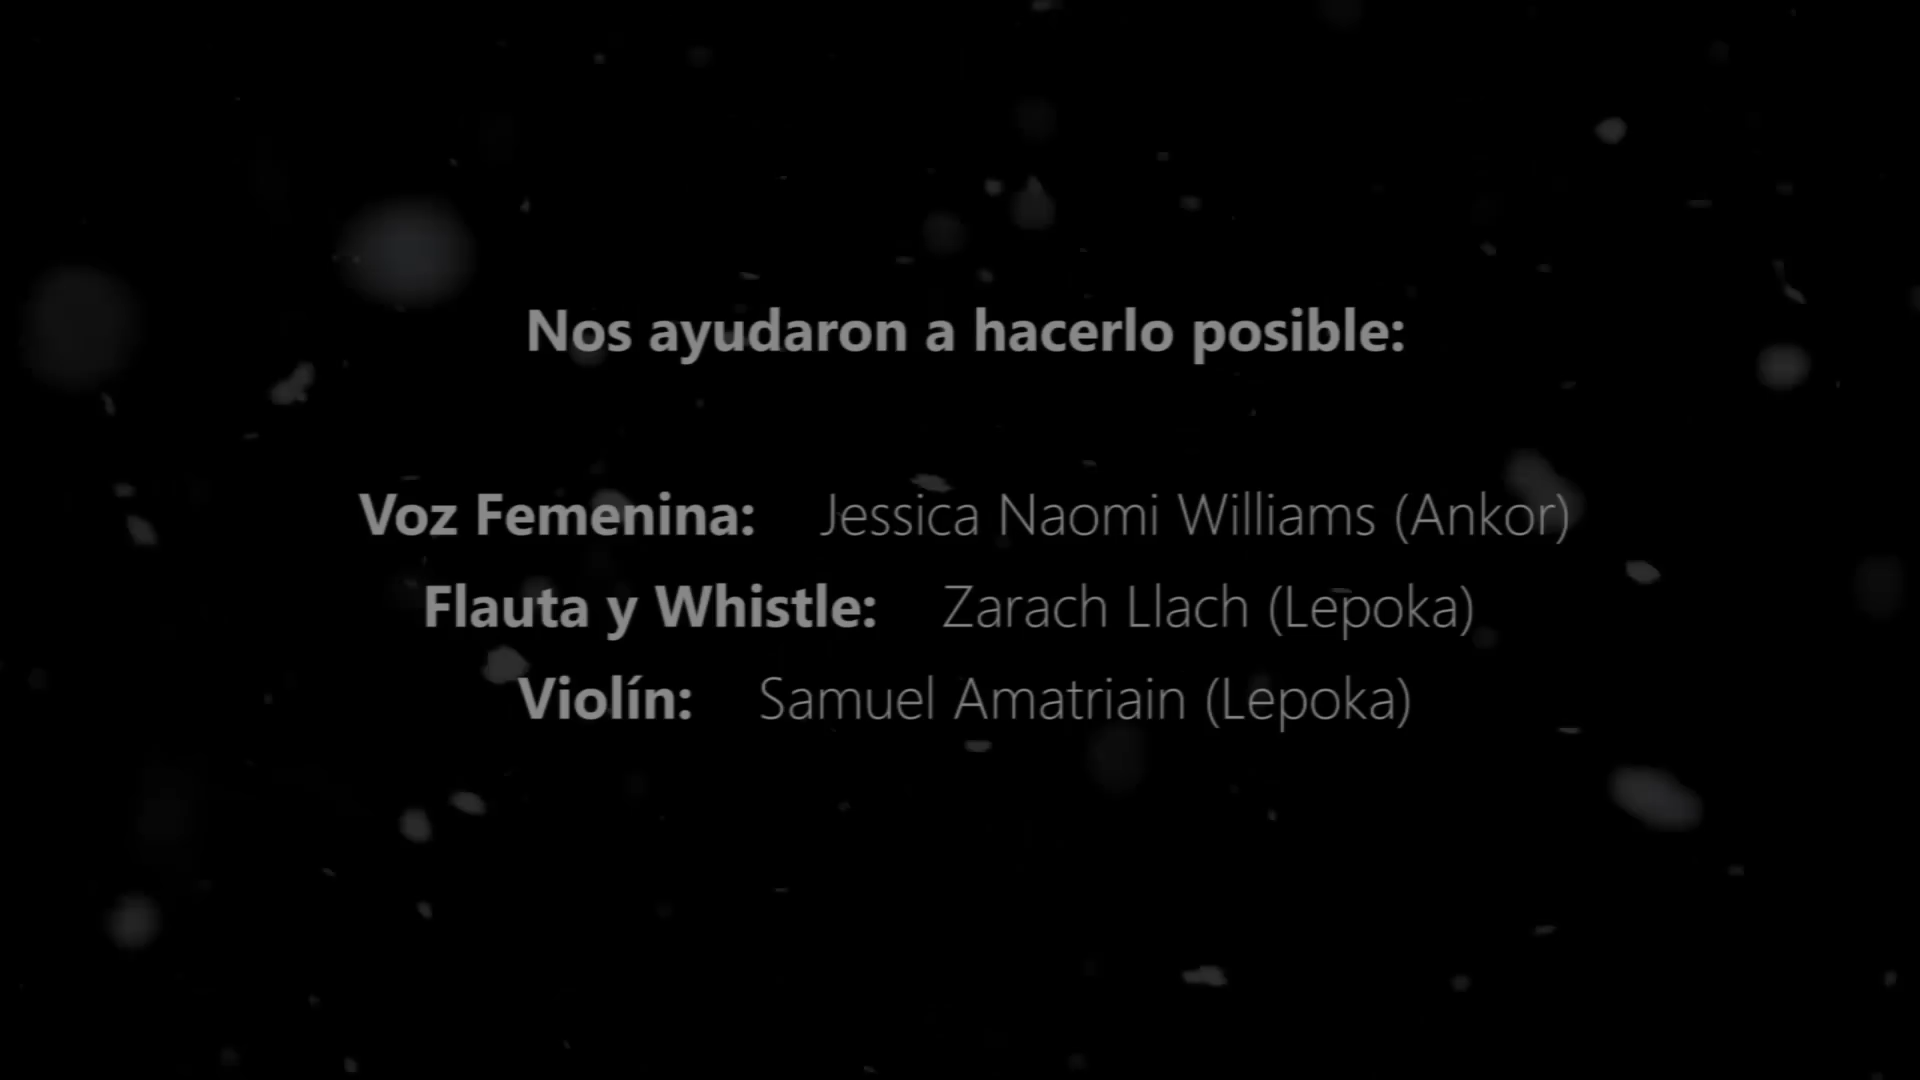 Nos ayudaron a hacerlo posible:
Voz Femenina: Jessica Naomi Williams (Ankor)
Flauta y Whistle: Zarach Llach (Lepoka)
Violín: Samuel Amatriain (Lepoka)